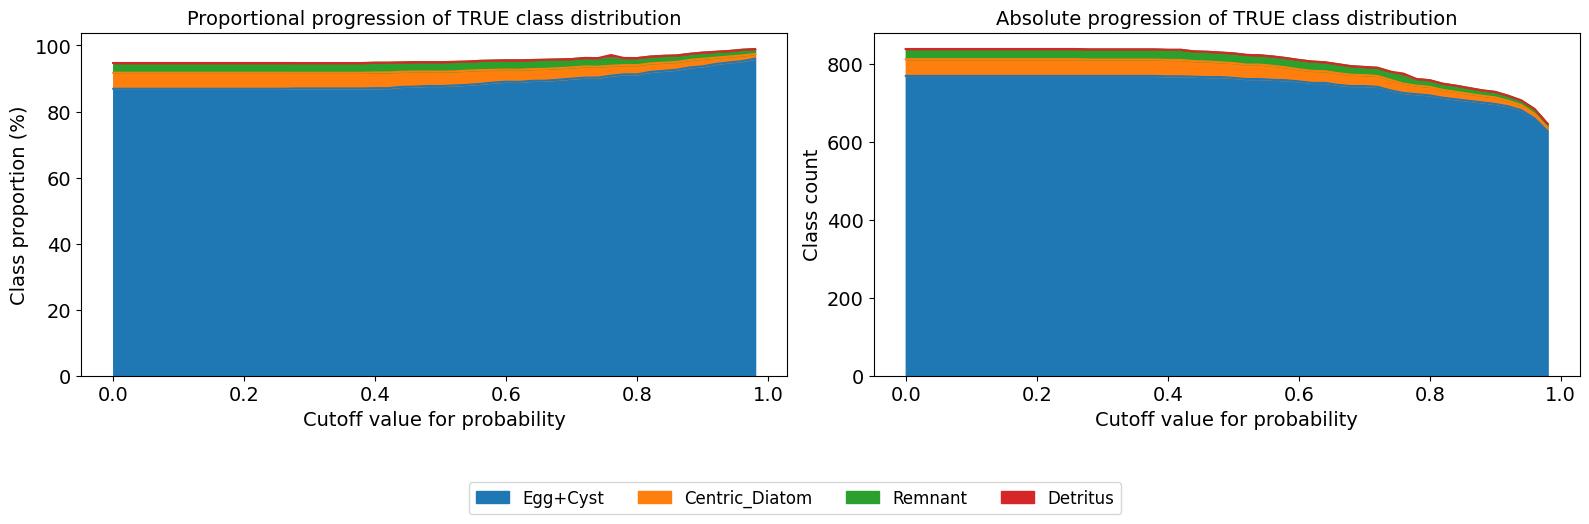 Proportional progression of TRUE class distribution
Class proportion (%)
100
80
60
40
20
0
0.0 0.2 0.4 0.6 0.8 1.0
Cutoff value for probability
Absolute progression of TRUE class distribution
Class count
800
600
400
200
0
0.0 0.2 0.4 0.6 0.8 1.0
Cutoff value for probability
Egg+Cyst Centric_Diatom Remnant Detritus